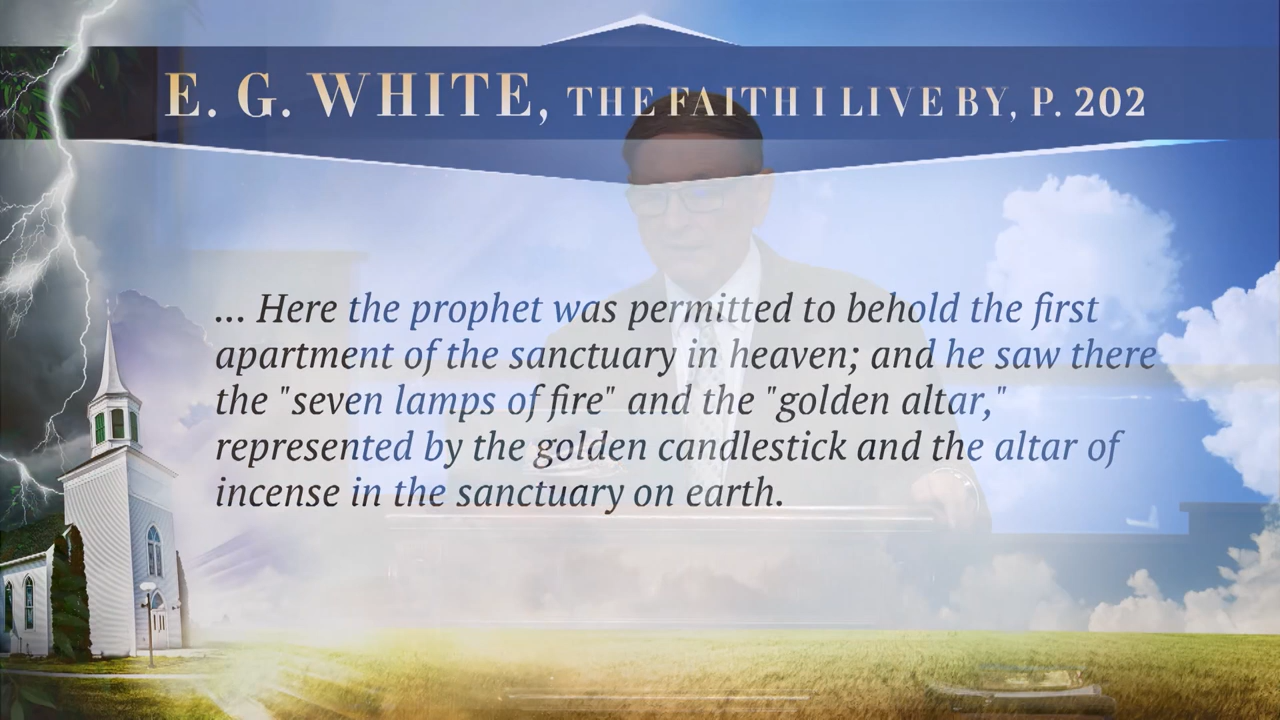 E. G. WHITE, THE FAITH I LIVE BY, P. 202
... Here the prophet was permitted to behold the first
apartment of the sanctuary in heaven; and he saw there
the "seven lamps of fire" and the "golden altar,"
represented by the golden candlestick and the altar of
incense in the sanctuary on earth.